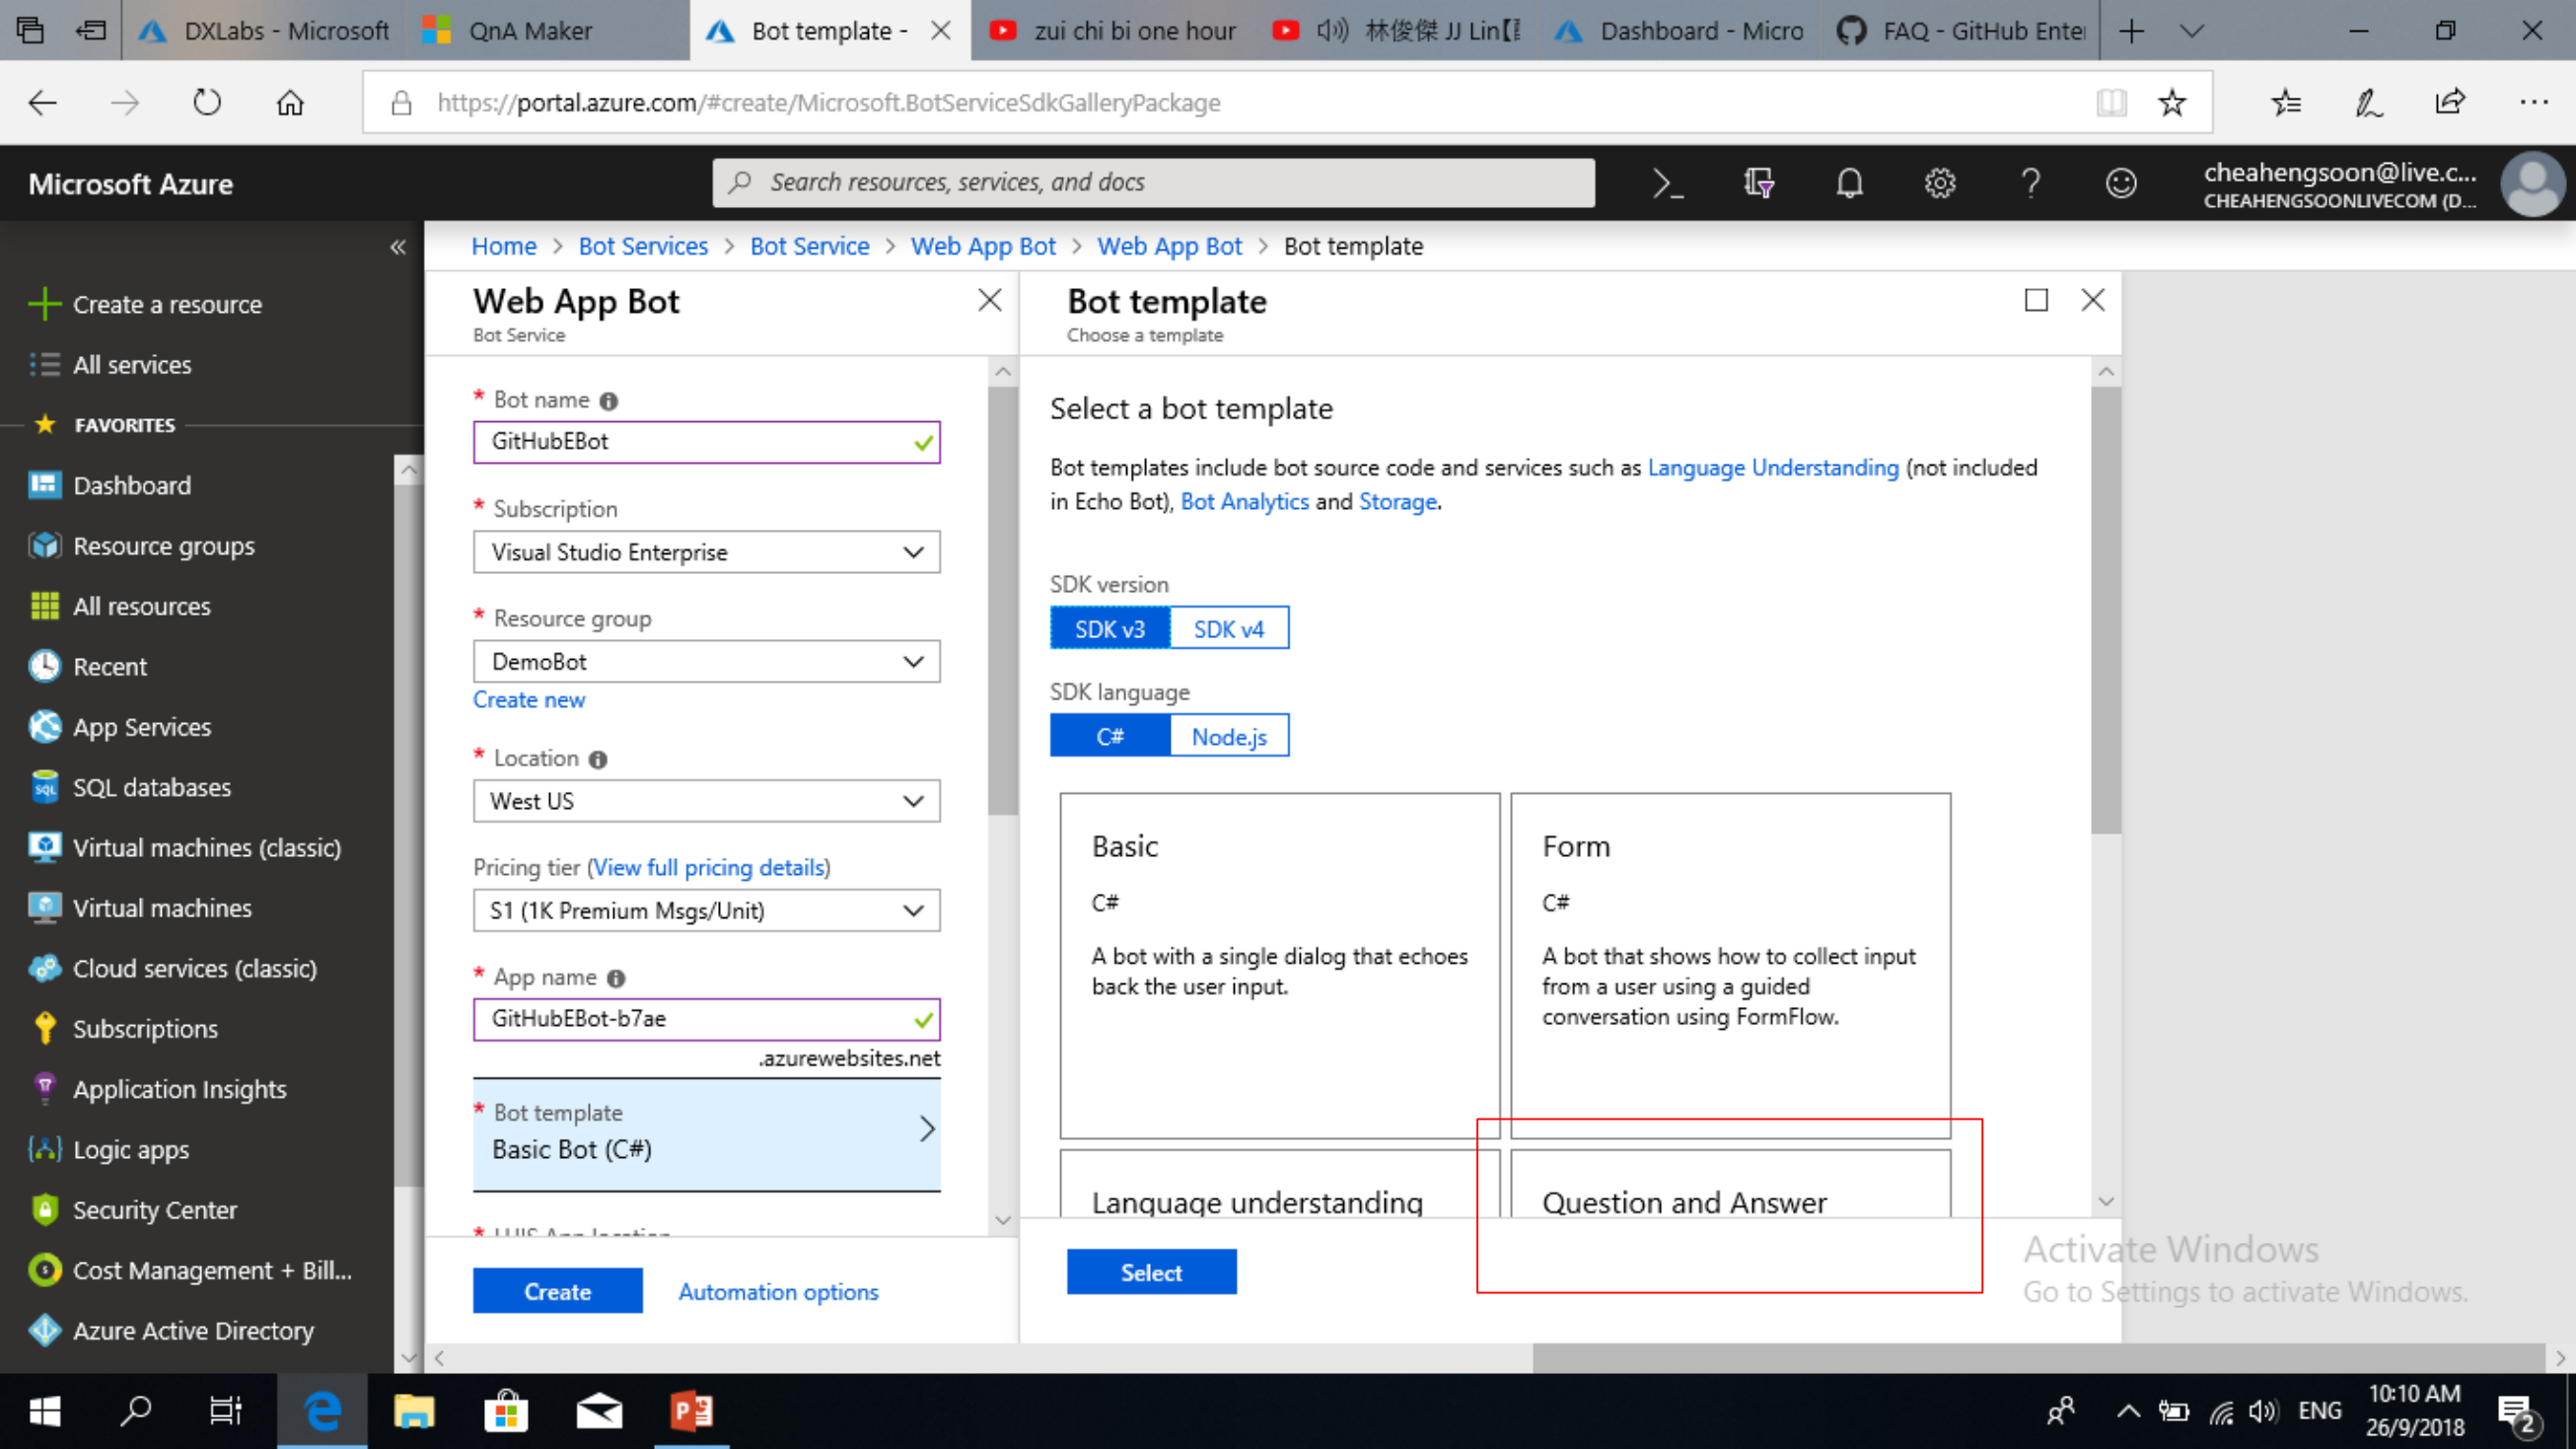 DXLabs - Microsoft
QnA Maker
Bot template -
zui chi bi one hour
林俊傑 JJ Lin【
Dashboard - Micro
FAQ - GitHub Enter
https://portal.azure.com/#create/Microsoft.BotServiceSdkGalleryPackage
Microsoft Azure
Search resources, services, and docs
cheahengsoon@live.c...
CHEAHENGSOONLIVECOM (D...
Home > Bot Services > Bot Service > Web App Bot > Web App Bot > Bot template
Create a resource
All services
FAVORITES
Dashboard
Resource groups
All resources
Recent
App Services
SQL databases
Virtual machines (classic)
Virtual machines
Cloud services (classic)
Subscriptions
Application Insights
Logic apps
Security Center
Cost Management + Bill...
Azure Active Directory
Web App Bot
Bot Service
* Bot name
GitHubEBot
* Subscription
Visual Studio Enterprise
* Resource group
DemoBot
Create new
* Location
West US
Pricing tier (View full pricing details)
S1 (1K Premium Msgs/Unit)
* App name
GitHubEBot-b7ae
.azurewebsites.net
* Bot template
Basic Bot (C#)
* LUIS App location
Create
Automation options
Bot template
Choose a template
Select a bot template
Bot templates include bot source code and services such as Language Understanding (not included
in Echo Bot), Bot Analytics and Storage.
SDK version
SDK v3
SDK v4
SDK language
C#
Node.js
Basic
C#
A bot with a single dialog that echoes
back the user input.
Form
C#
A bot that shows how to collect input
from a user using a guided
conversation using FormFlow.
Language understanding
Question and Answer
Select
Activate Windows
Go to Settings to activate Windows.
ENG
10:10 AM
26/9/2018
2